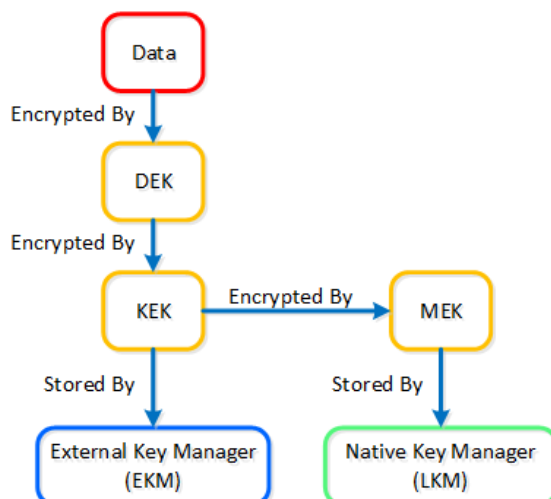 Data
Encrypted By
DEK
Encrypted By
KEK
Encrypted By
MEK
Stored By
Stored By
External Key Manager
(EKM)
Native Key Manager
(LKM)